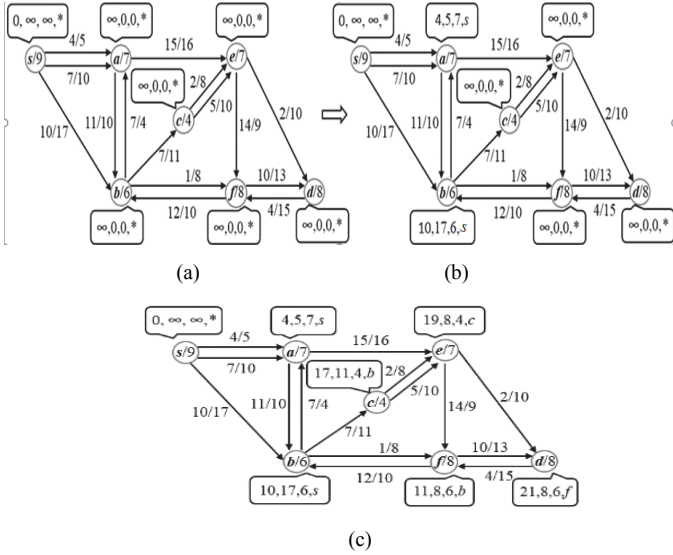 0, ∞, ∞,*
∞,0,0,*
∞,0,0,*
s/9
4/5
a/7
15/16
e/7
7/10
∞,0,0,*
2/8
5/10
2/10
c/4
10/17
11/10
7/4
14/9
7/11
b/6
1/8
f/8
10/13
d/8
12/10
4/15
∞,0,0,*
∞,0,0,*
∞,0,0,*
(a)
0, ∞, ∞,*
4,5,7,s
∞,0,0,*
s/9
4/5
a/7
15/16
e/7
7/10
∞,0,0,*
2/8
5/10
2/10
c/4
10/17
11/10
7/4
14/9
7/11
b/6
1/8
f/8
10/13
d/8
12/10
4/15
10,17,6,s
∞,0,0,*
∞,0,0,*
(b)
0, ∞, ∞,*
4,5,7,s
19,8,4,c
s/9
4/5
a/7
15/16
e/7
7/10
17,11,4,b
2/8
5/10
2/10
c/4
10/17
11/10
7/4
14/9
7/11
b/6
1/8
f/8
10/13
d/8
12/10
4/15
10,17,6,s
11,8,6,b
21,8,6,f
(c)